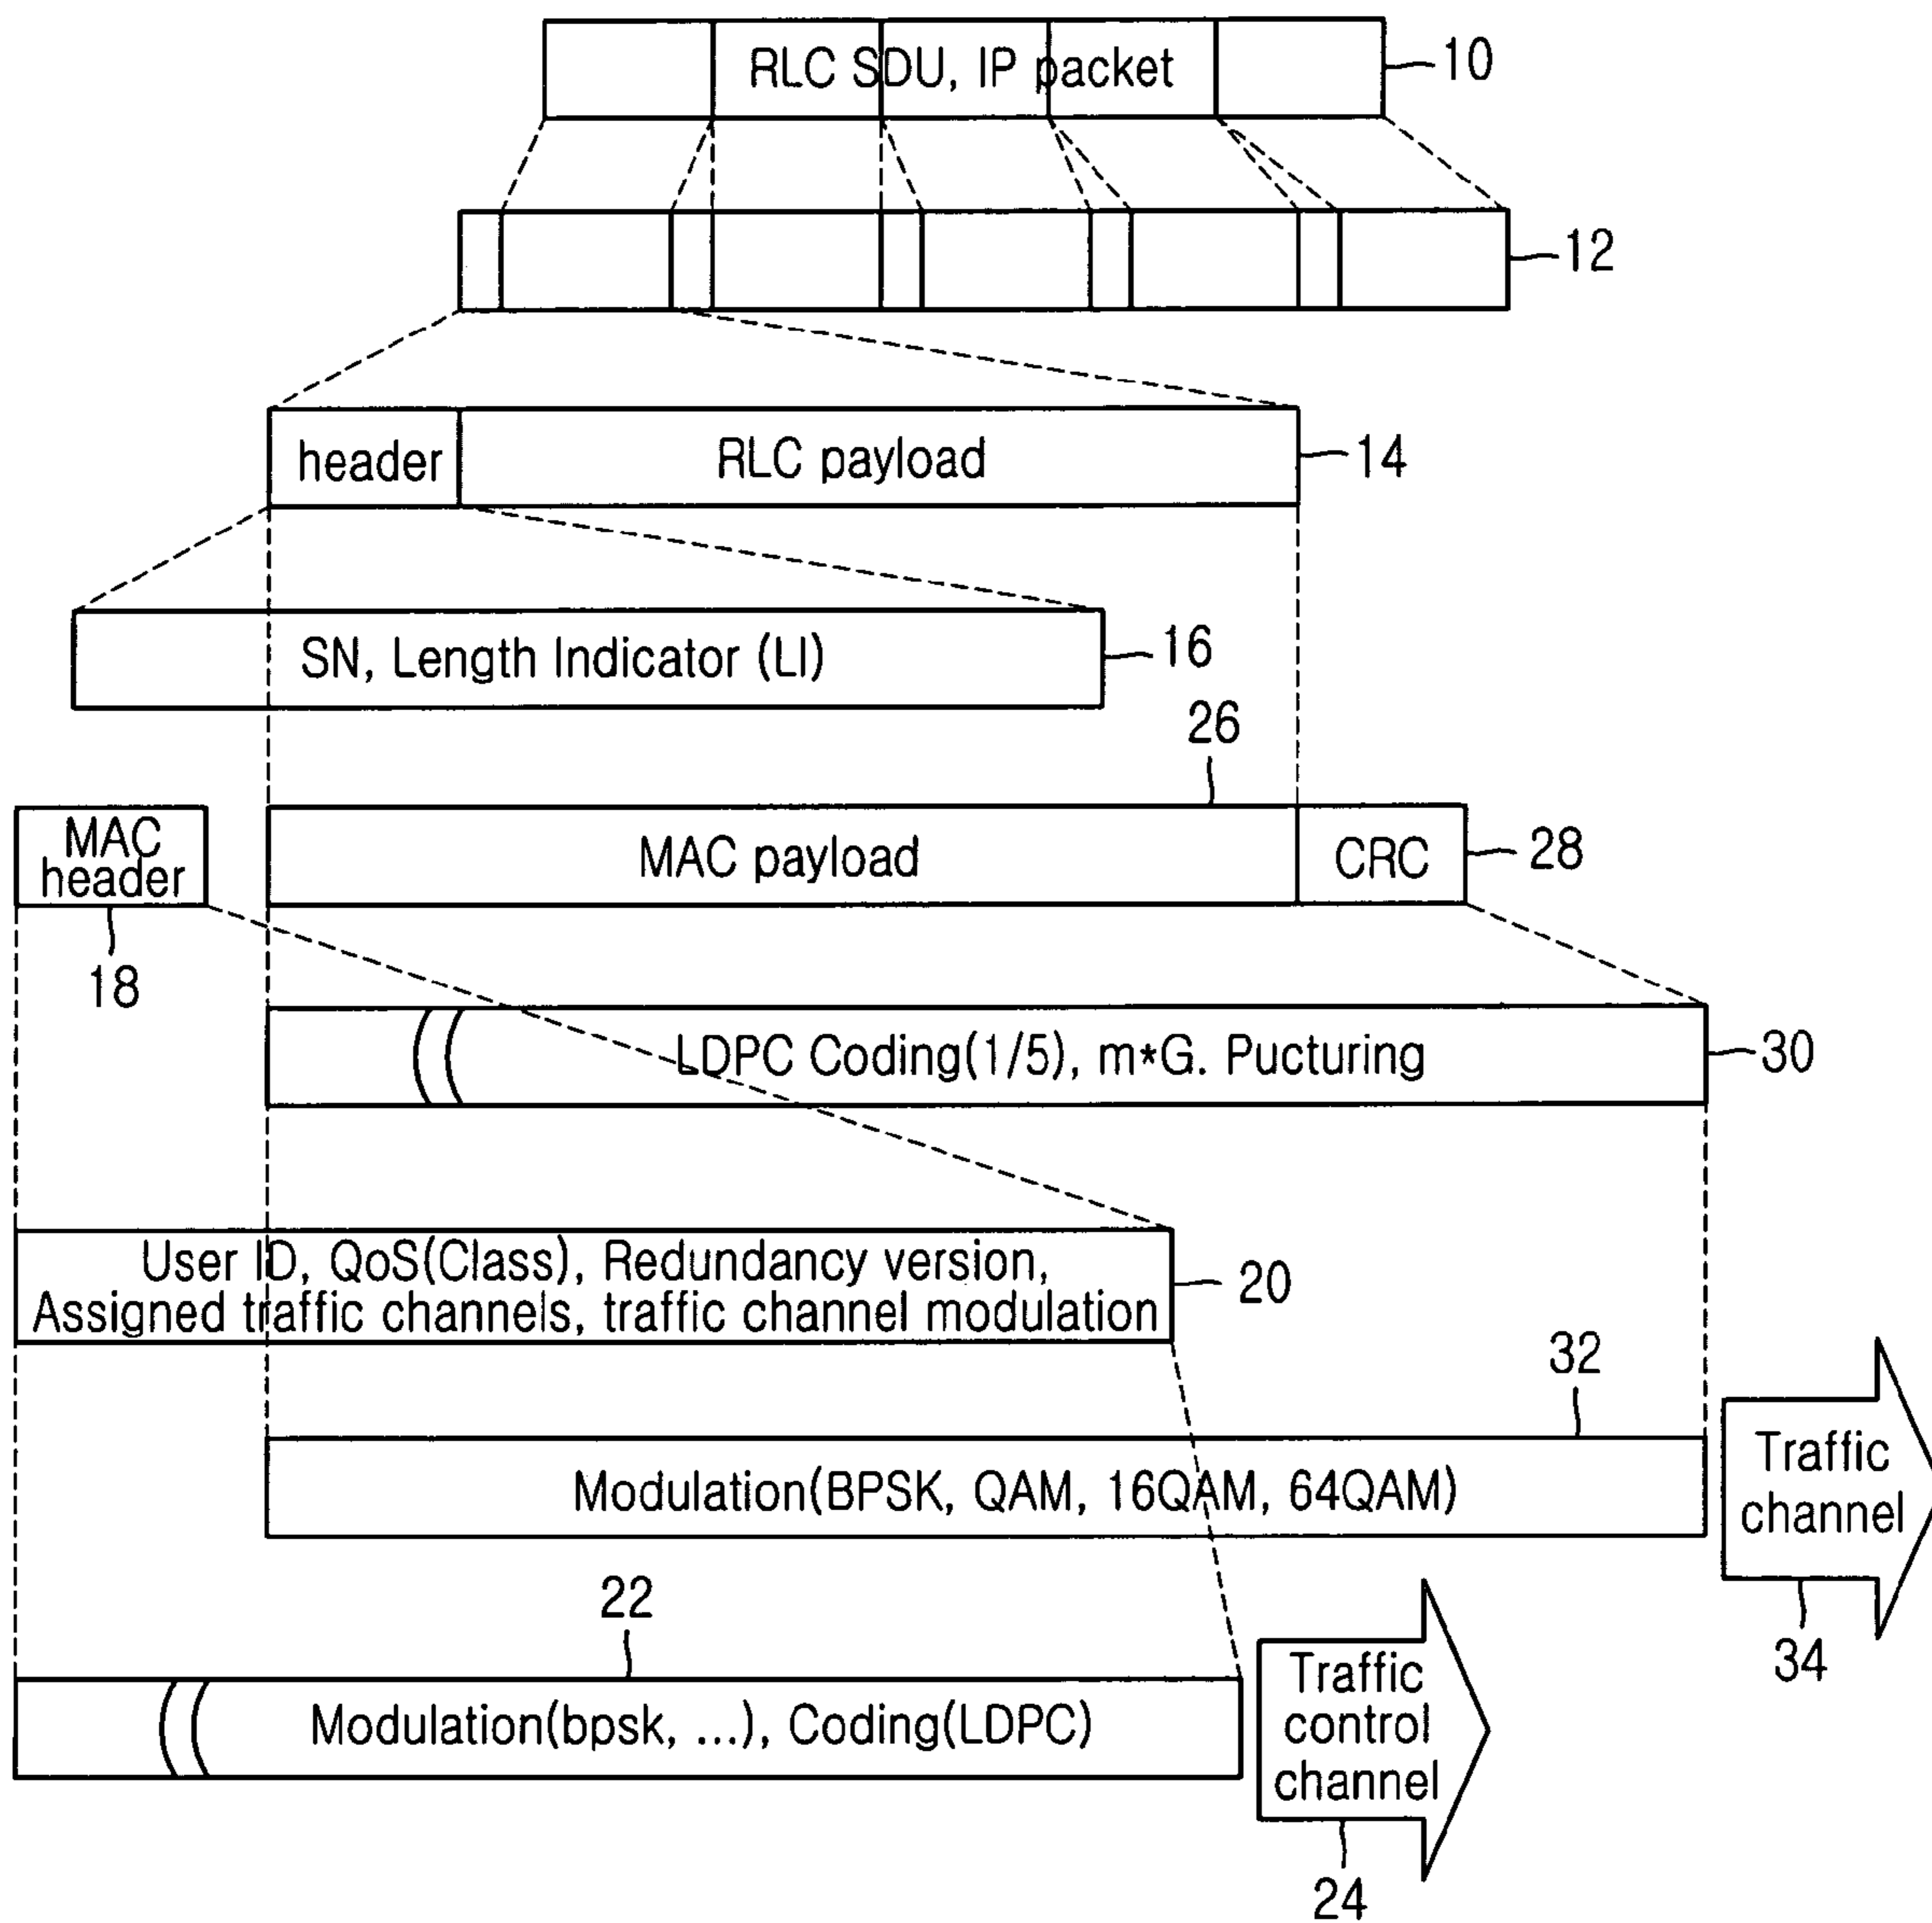 RLC SDU, IP packet
10
12
header
RLC payload
14
SN, Length Indicator (LI)
16
26
MAC
header
MAC payload
CRC
28
18
LDPC Coding(1/5), m*G. Pucturing
30
User ID, QoS(Class), Redundancy version,
Assigned traffic channels, traffic channel modulation
20
32
Modulation(BPSK, QAM, 16QAM, 64QAM)
Traffic
channel
34
22
Modulation(bpsk, ...), Coding(LDPC)
Traffic
control
channel
24